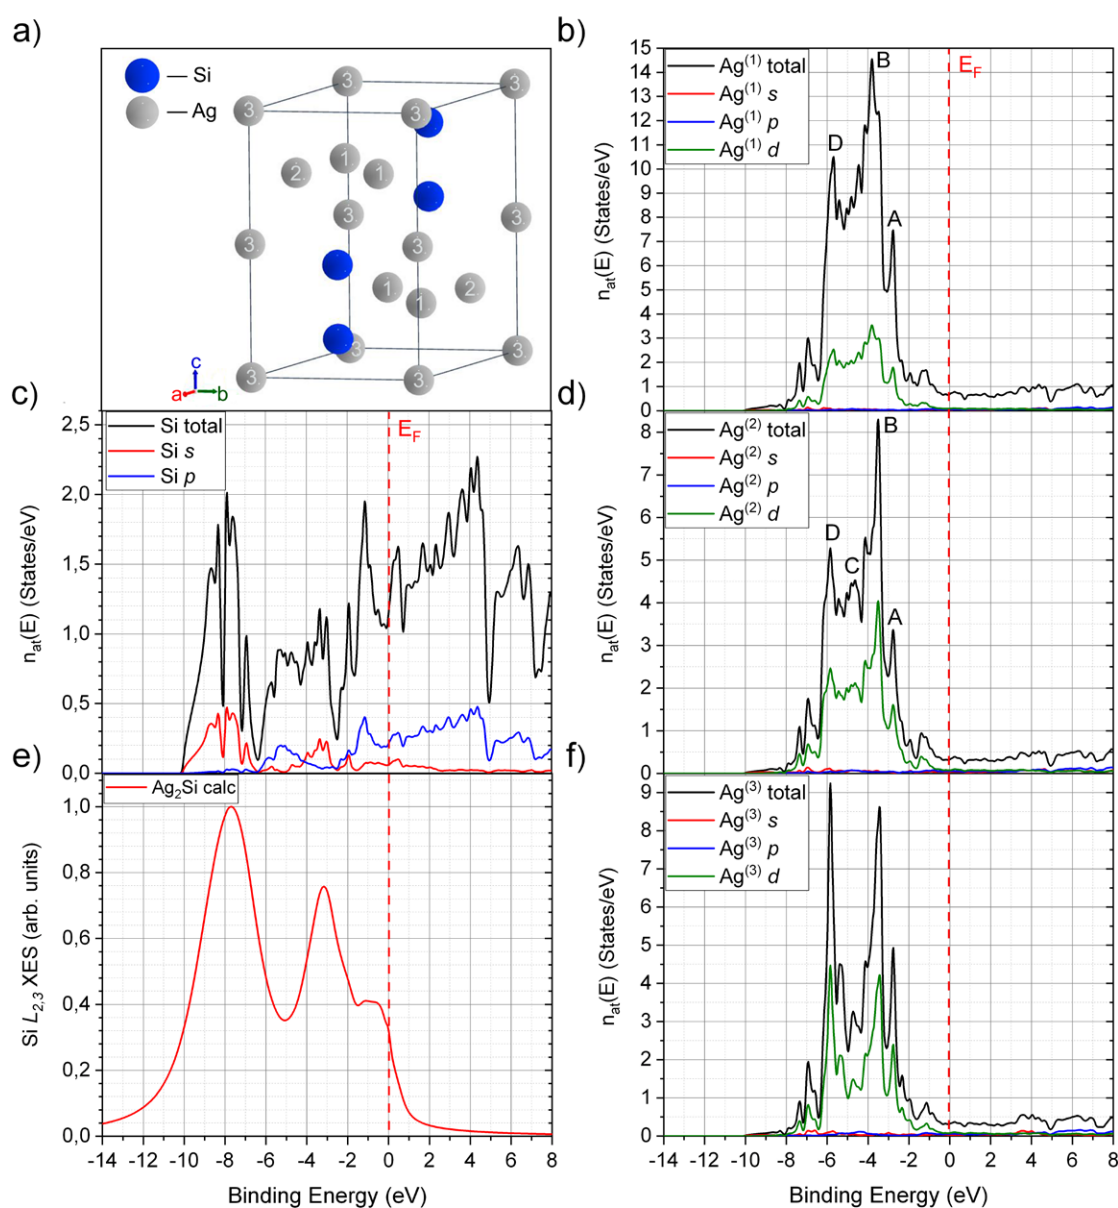 a)
Si
Ag
3
3
3
3
2
1
1
3
3
3
3
1
1
2
3
3
3
3
c
a
b
b)
15
14
13
12
11
10
9
8
7
6
5
4
3
2
1
0
n_at(E) (States/eV)
Ag(1) total
Ag(1) s
Ag(1) p
Ag(1) d
E_F
B
D
A
c)
2,5
2.0
1.5
1.0
0.5
0.0
n_at(E) (States/eV)
Si total
Si s
Si p
E_F
d)
8
7
6
5
4
3
2
1
0
n_at(E) (States/eV)
Ag(2) total
Ag(2) s
Ag(2) p
Ag(2) d
B
D
C
A
e)
1,0
0,8
0,6
0,4
0,2
0,0
Si L2,3 XES (arb. units)
Ag2Si calc
-14 -12 -10 -8 -6 -4 -2 0 2 4 6 8
Binding Energy (eV)
f)
9
8
7
6
5
4
3
2
1
0
n_at(E) (States/eV)
Ag(3) total
Ag(3) s
Ag(3) p
Ag(3) d
-14 -12 -10 -8 -6 -4 -2 0 2 4 6 8
Binding Energy (eV)